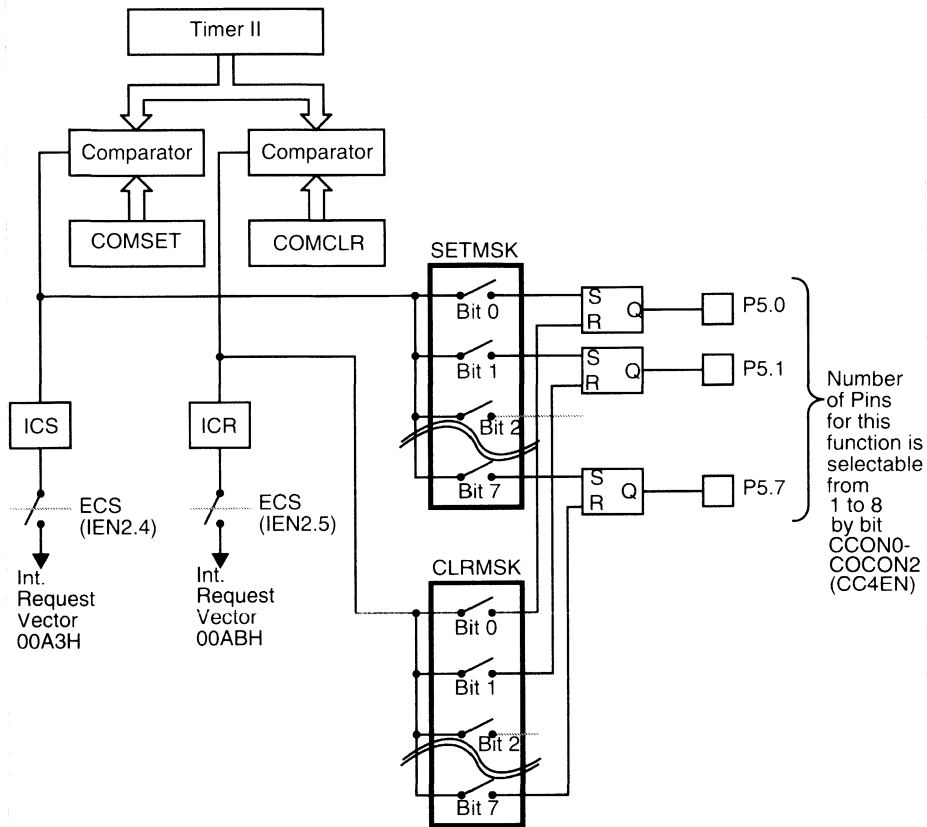 Timer II
Comparator
Comparator
COMSET
COMCLR
SETMSK
Bit 0
Bit 1
Bit 2
Bit 7
S
R
Q
P5.0
S
R
Q
P5.1
S
R
Q
P5.7
Number
of Pins
for this
function is
selectable
from
1 to 8
by bit
CCON0-
COCON2
(CC4EN)
ICS
ICR
ECS
(IEN2.4)
ECS
(IEN2.5)
Int.
Request
Vector
00A3H
Int.
Request
Vector
00ABH
CLRMSK
Bit 0
Bit 1
Bit 2
Bit 7